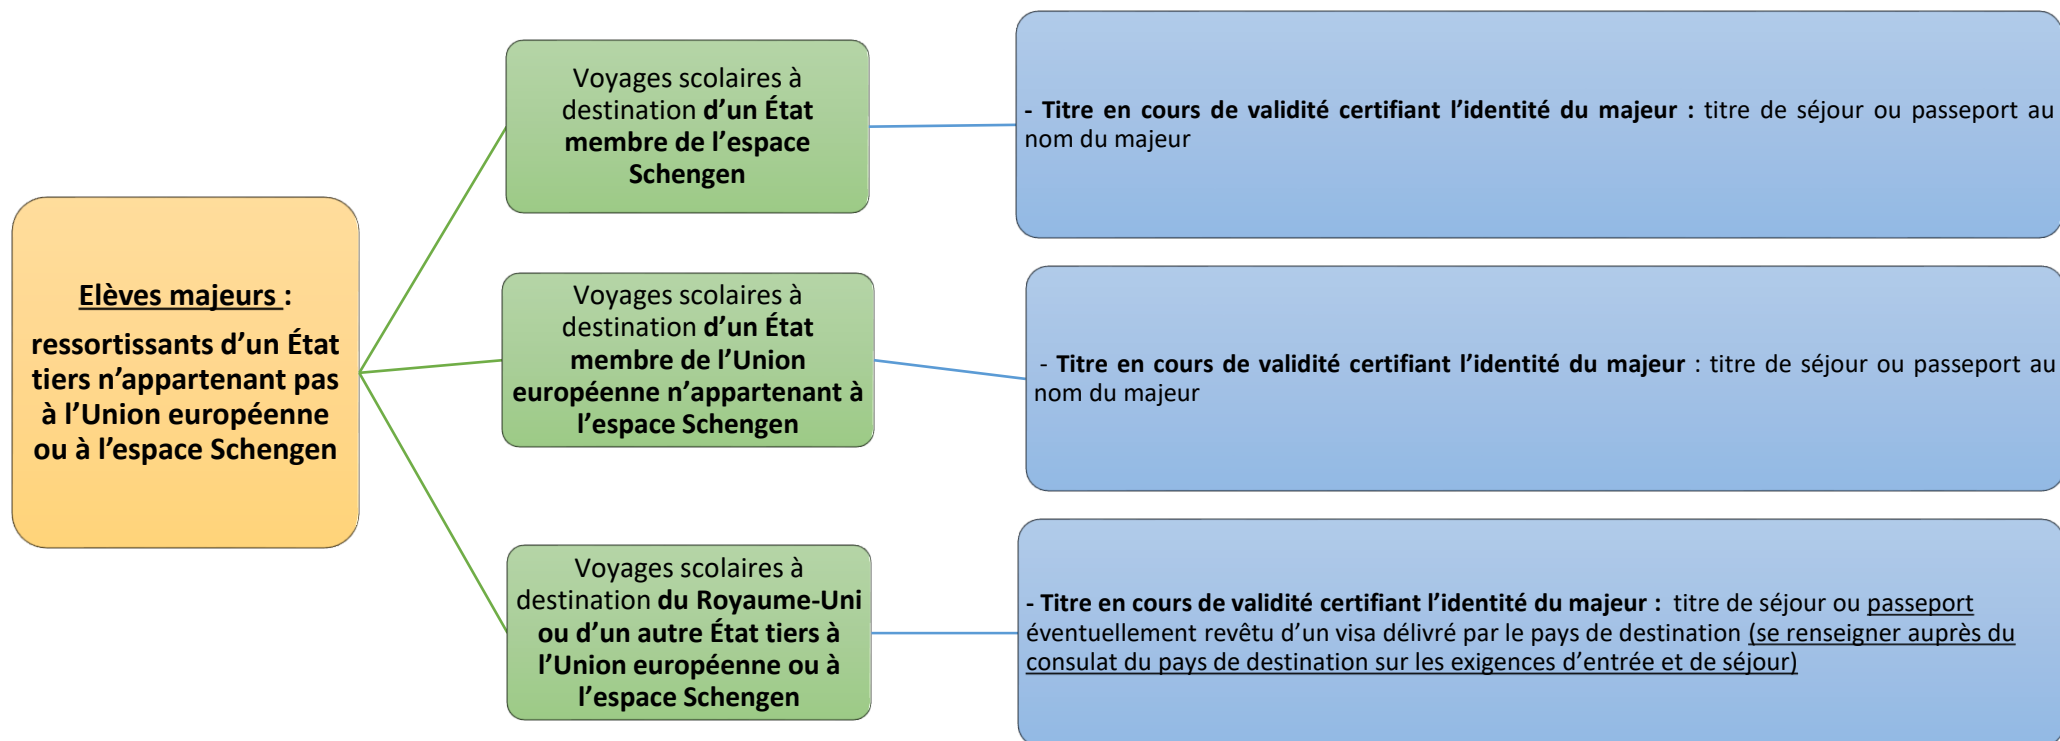 Elèves majeurs :
ressortissants d’un État
tiers n’appartenant pas
à l’Union européenne
ou à l’espace Schengen
Voyages scolaires à
destination d’un État
membre de l’espace
Schengen
- Titre en cours de validité certifiant l’identité du majeur : titre de séjour ou passeport au
nom du majeur
Voyages scolaires à
destination d’un État
membre de l’Union
européenne n’appartenant à
l’espace Schengen
- Titre en cours de validité certifiant l’identité du majeur : titre de séjour ou passeport au
nom du majeur
Voyages scolaires à
destination du Royaume-Uni
ou d’un autre État tiers à
l’Union européenne ou à
l’espace Schengen
- Titre en cours de validité certifiant l’identité du majeur : titre de séjour ou passeport
éventuellement revêtu d’un visa délivré par le pays de destination (se renseigner auprès du
consulat du pays de destination sur les exigences d’entrée et de séjour)